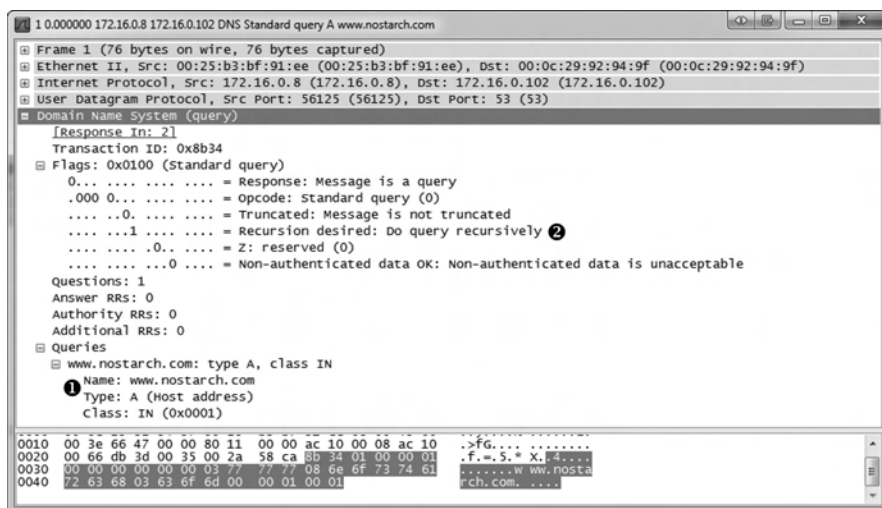 1 0.000000 172.16.0.8 172.16.0.102 DNS Standard query A www.nostarch.com
Frame 1 (76 bytes on wire, 76 bytes captured)
Ethernet II, Src: 00:25:b3:bf:91:ee (00:25:b3:bf:91:ee), Dst: 00:0c:29:92:94:9f (00:0c:29:92:94:9f)
Internet Protocol, Src: 172.16.0.8 (172.16.0.8), Dst: 172.16.0.102 (172.16.0.102)
User Datagram Protocol, Src Port: 56125 (56125), Dst Port: 53 (53)
Domain Name System (query)
[Response In: 2]
Transaction ID: 0x8b34
Flags: 0x0100 (Standard query)
0... .... .... .... = Response: Message is a query
.000 0... .... .... = Opcode: Standard query (0)
.... ..0. .... .... = Truncated: Message is not truncated
.... ...1 .... .... = Recursion desired: Do query recursively ❷
.... .... .0.. .... = Z: reserved (0)
.... .... ...0 .... = Non-authenticated data OK: Non-authenticated data is unacceptable
Questions: 1
Answer RRs: 0
Authority RRs: 0
Additional RRs: 0
Queries
www.nostarch.com: type A, class IN
❶ Name: www.nostarch.com
Type: A (Host address)
Class: IN (0x0001)
0010 00 3e 66 47 00 00 80 11 00 00 ac 10 00 08 ac 10 .>fG.... ........
0020 00 66 db 3d 00 35 00 2a 58 ca 8b 34 01 00 00 01 .f.=.5.* X..4....
0030 00 00 00 00 00 00 03 77 77 77 08 6e 6f 73 74 61 .......w ww.nosta
0040 72 63 68 03 63 6f 6d 00 00 01 00 01 rch.com. ....